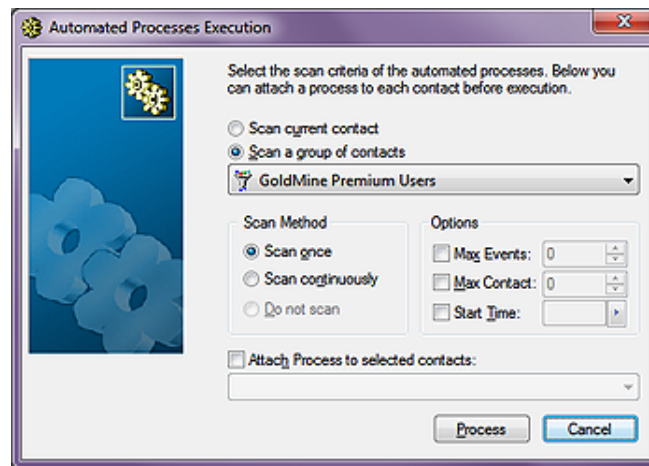 Automated Processes Execution
Select the scan criteria of the automated processes. Below you
can attach a process to each contact before execution.
Scan current contact
Scan a group of contacts
GoldMine Premium Users
Scan Method
Scan once
Scan continuously
Do not scan
Options
Max Events: 0
Max Contact: 0
Start Time:
Attach Process to selected contacts:
Process Cancel